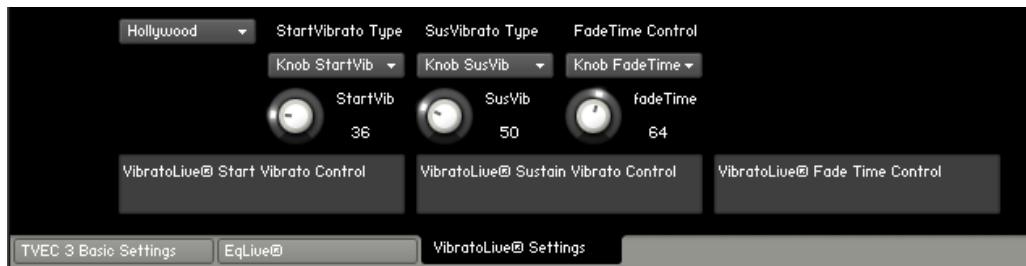 Hollywood StartVibrato Type SusVibrato Type FadeTime Control
Knob StartVib Knob SusVib Knob FadeTime
StartVib SusVib fadeTime
36 50 64
VibratoLive® Start Vibrato Control VibratoLive® Sustain Vibrato Control VibratoLive® Fade Time Control
TVEC 3 Basic Settings EqLive® VibratoLive® Settings